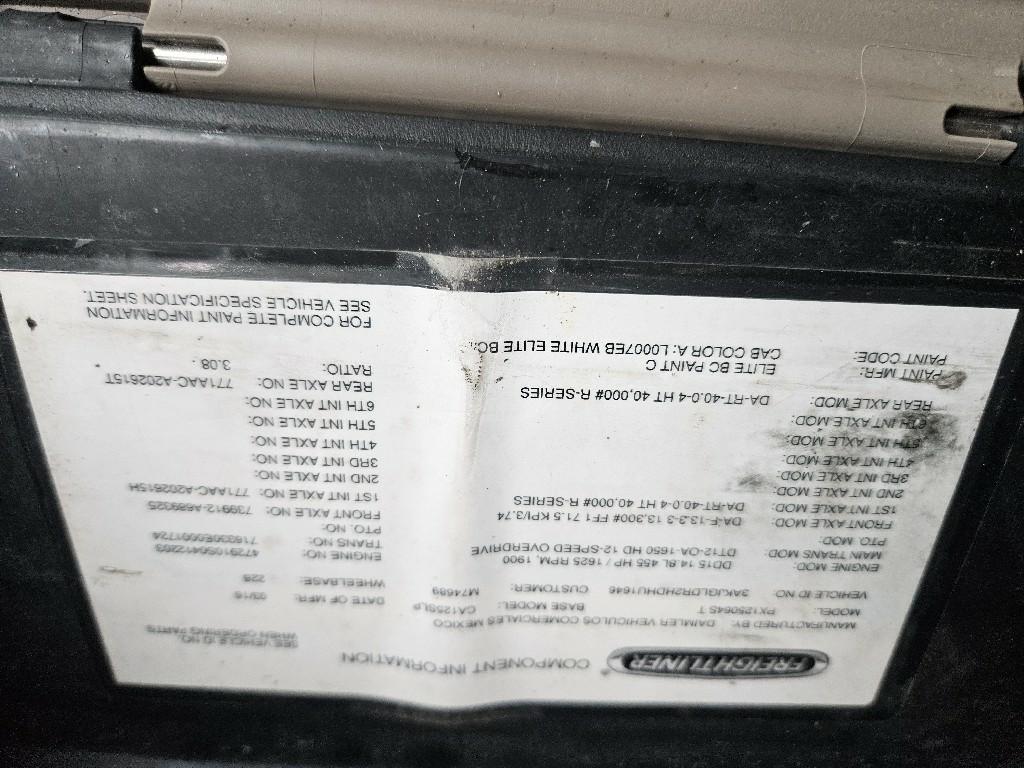 FREIGHTLINER COMPONENT INFORMATION SEE VEHICLE ID NO.
WHEN ORDERING PARTS
MANUFACTURED BY: DAIMLER VEHICULOS COMERCIALES MEXICO
MODEL: PX125064S T BASE MODEL: CA125SLP DATE OF MFR: 03/16
VEHICLE ID NO: 3AKJGLDR2HDHU1646 CUSTOMER: M74689 WHEELBASE: 228
ENGINE MOD: DD15 14.8L 455 HP / 1625 RPM, 1900 ENGINE NO: 472910S0412203
MAIN TRANS MOD: DT12-OA-1650 HD 12-SPEED OVERDRIVE TRANS NO:
PTO. MOD: PTO. NO:
FRONT AXLE MOD: DA-F-13.3-3 13,300# FF1 71.5 KPI/3.74 FRONT AXLE NO: 739912-A689325
1ST INT AXLE MOD: DA-RT-40.0-4 HT 40,000# R-SERIES 1ST INT AXLE NO: 771AAC-A202615H
2ND INT AXLE MOD: 2ND INT AXLE NO:
3RD INT AXLE MOD: 3RD INT AXLE NO:
4TH INT AXLE MOD: 4TH INT AXLE NO:
5TH INT AXLE MOD: 5TH INT AXLE NO:
6TH INT AXLE MOD: 6TH INT AXLE NO:
REAR AXLE MOD: DA-RT-40.0-4 HT 40,000# R-SERIES REAR AXLE NO: 771AAC-A202615T
PAINT MFR: ELITE BC PAINT C RATIO: 3.08
PAINT CODE: CAB COLOR A: L0007EB WHITE ELITE BC;
FOR COMPLETE PAINT INFORMATION
SEE VEHICLE SPECIFICATION SHEET.